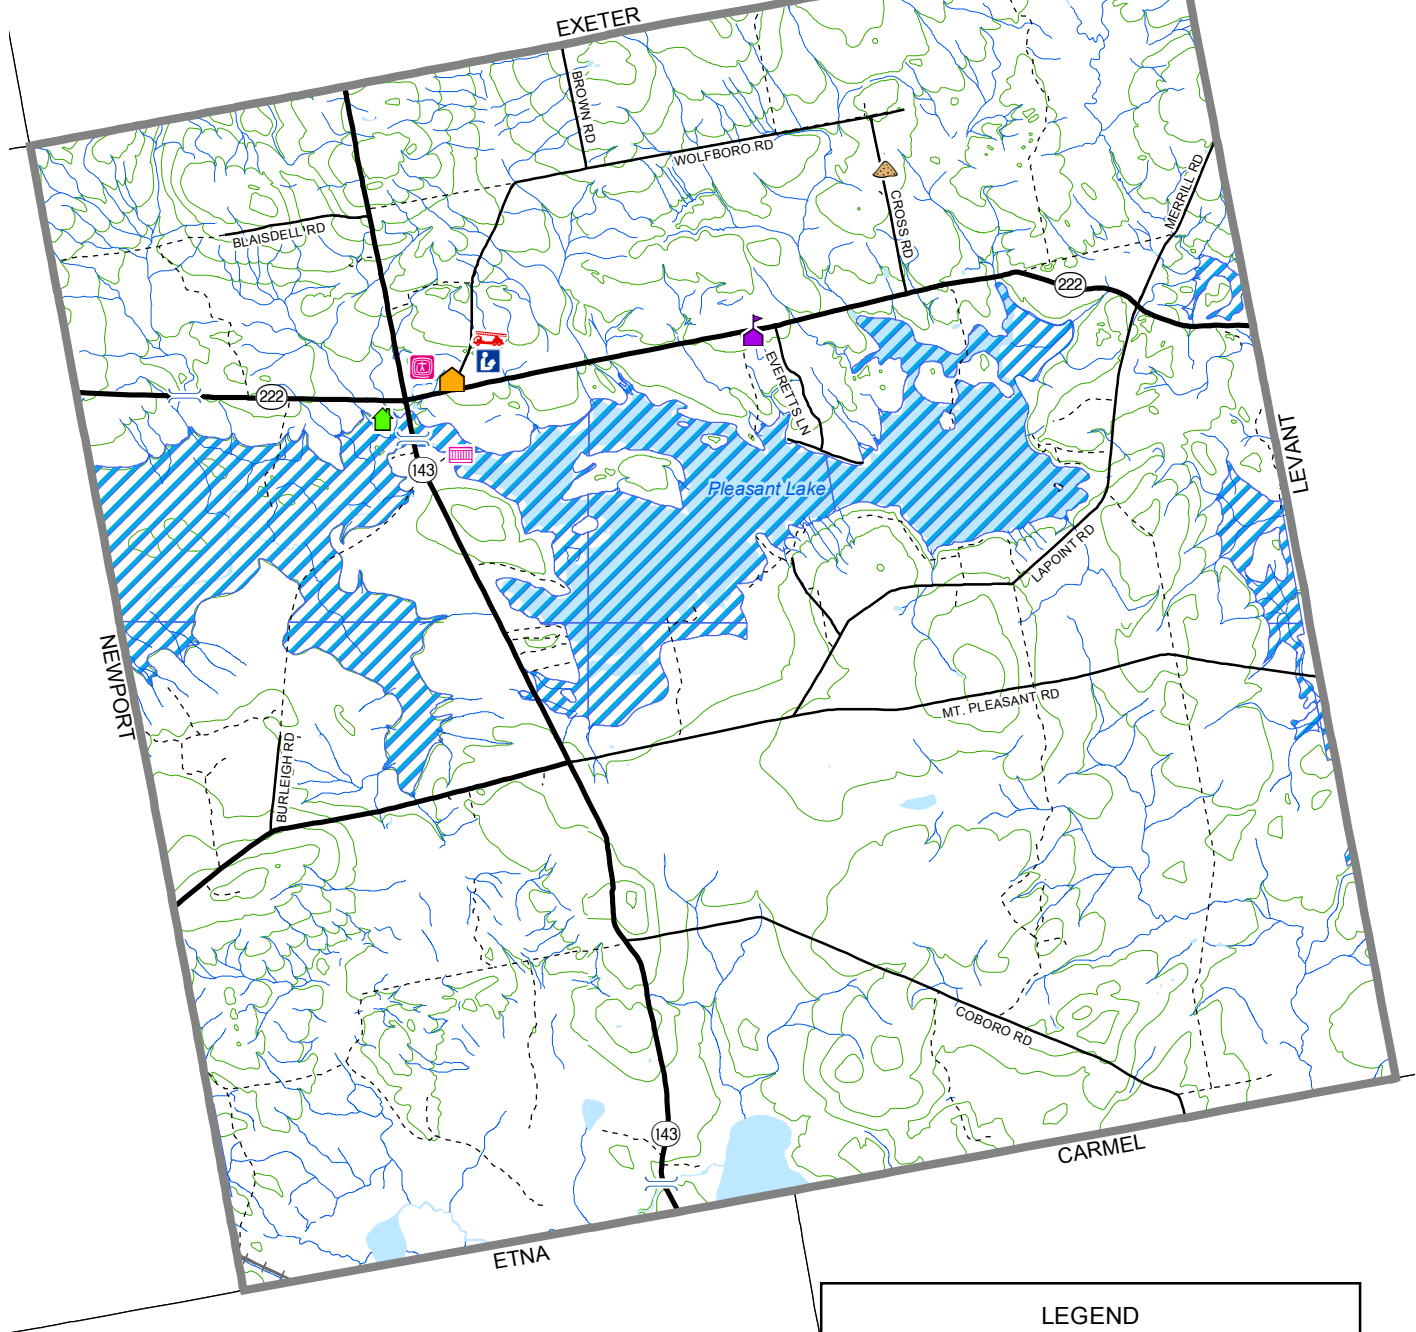 EXETER
BROWN RD
WOLFBORO RD
MERRILL RD
CROSS RD
BLAISDELL RD
222
222
EVERETTS LN
LEVANT
143
Pleasant Lake
LAPOINT RD
NEWPORT
MT. PLEASANT RD
BURLEIGH RD
COBORO RD
143
CARMEL
ETNA
LEGEND